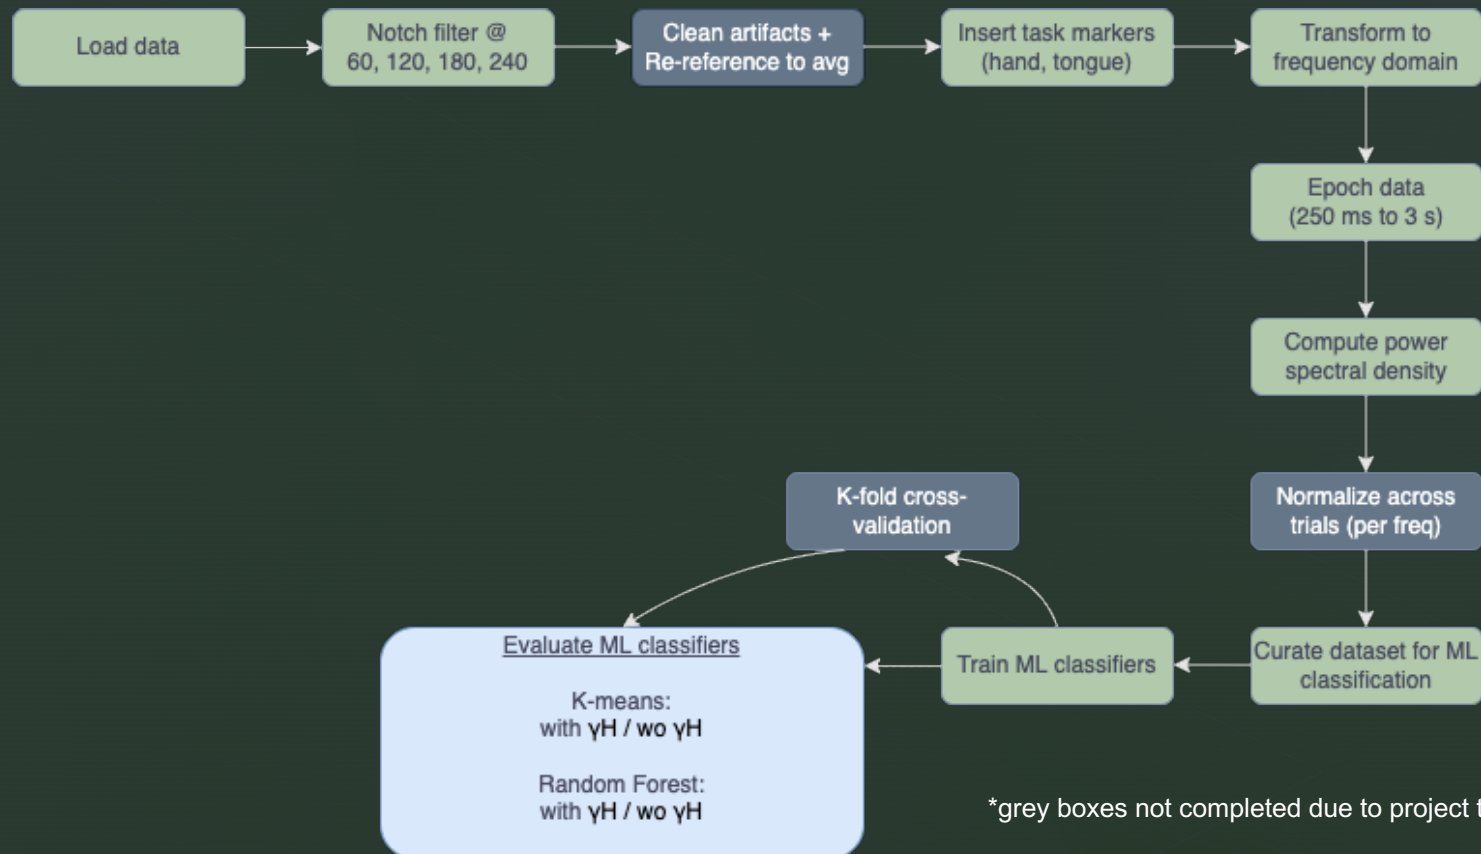 Load data
Notch filter @
60, 120, 180, 240
Clean artifacts +
Re-reference to avg
Insert task markers
(hand, tongue)
Transform to
frequency domain
Epoch data
(250 ms to 3 s)
Compute power
spectral density
Normalize across
trials (per freq)
Curate dataset for ML
classification
Train ML classifiers
K-fold cross-
validation
Evaluate ML classifiers
K-means:
with γH / wo γH
Random Forest:
with γH / wo γH
*grey boxes not completed due to project